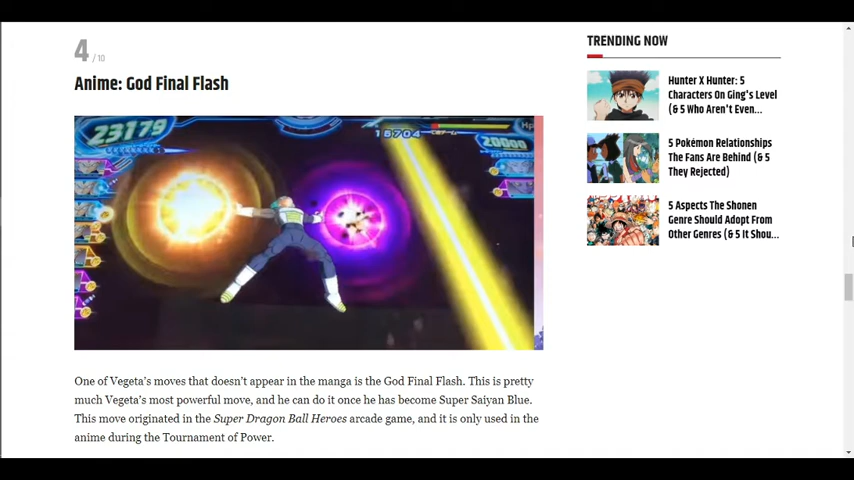 4 / 10
Anime: God Final Flash
23179
15704
20000
One of Vegeta's moves that doesn't appear in the manga is the God Final Flash. This is pretty
much Vegeta's most powerful move, and he can do it once he has become Super Saiyan Blue.
This move originated in the Super Dragon Ball Heroes arcade game, and it is only used in the
anime during the Tournament of Power.
TRENDING NOW
Hunter X Hunter: 5
Characters On Ging's Level
(& 5 Who Aren't Even...
5 Pokémon Relationships
The Fans Are Behind (& 5
They Rejected)
5 Aspects The Shonen
Genre Should Adopt From
Other Genres (& 5 It Shou...